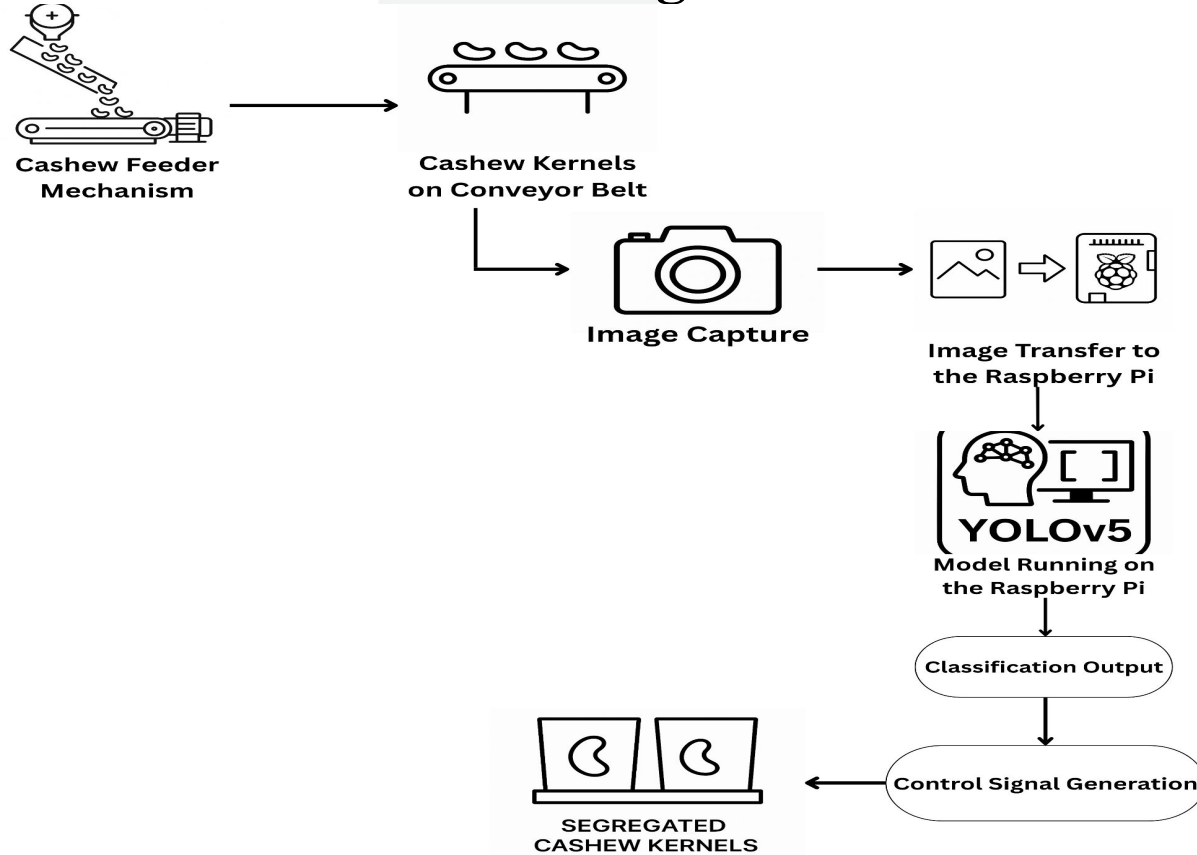 Cashew Feeder
Mechanism
Cashew Kernels
on Conveyor Belt
Image Capture
Image Transfer to
the Raspberry Pi
YOLOv5
Model Running on
the Raspberry Pi
Classification Output
Control Signal Generation
SEGREGATED
CASHEW KERNELS